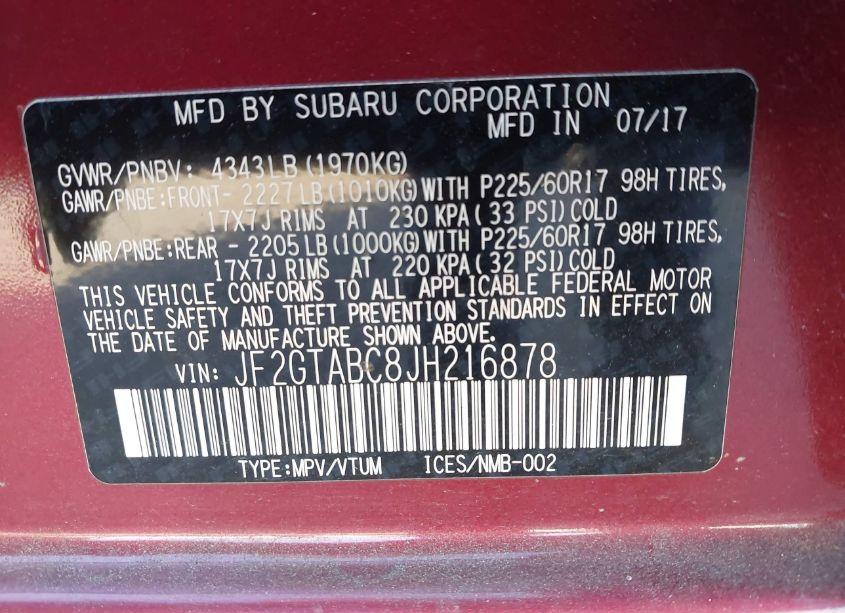 MFD BY SUBARU CORPORATION
MFD IN 07/17
GVWR/PNBV: 4343LB (1970KG)
GAWR/PNBE:FRONT- 2227LB (1010KG) WITH P225/60R17 98H TIRES,
17X7J RIMS AT 230 KPA( 33 PSI) COLD
GAWR/PNBE:REAR - 2205LB (1000KG) WITH P225/60R17 98H TIRES,
17X7J RIMS AT 220 KPA( 32 PSI) COLD
THIS VEHICLE CONFORMS TO ALL APPLICABLE FEDERAL MOTOR
VEHICLE SAFETY AND THEFT PREVENTION STANDARDS IN EFFECT ON
THE DATE OF MANUFACTURE SHOWN ABOVE.
VIN: JF2GTABC8JH216878
TYPE:MPV/VTUM ICES/NMB-002